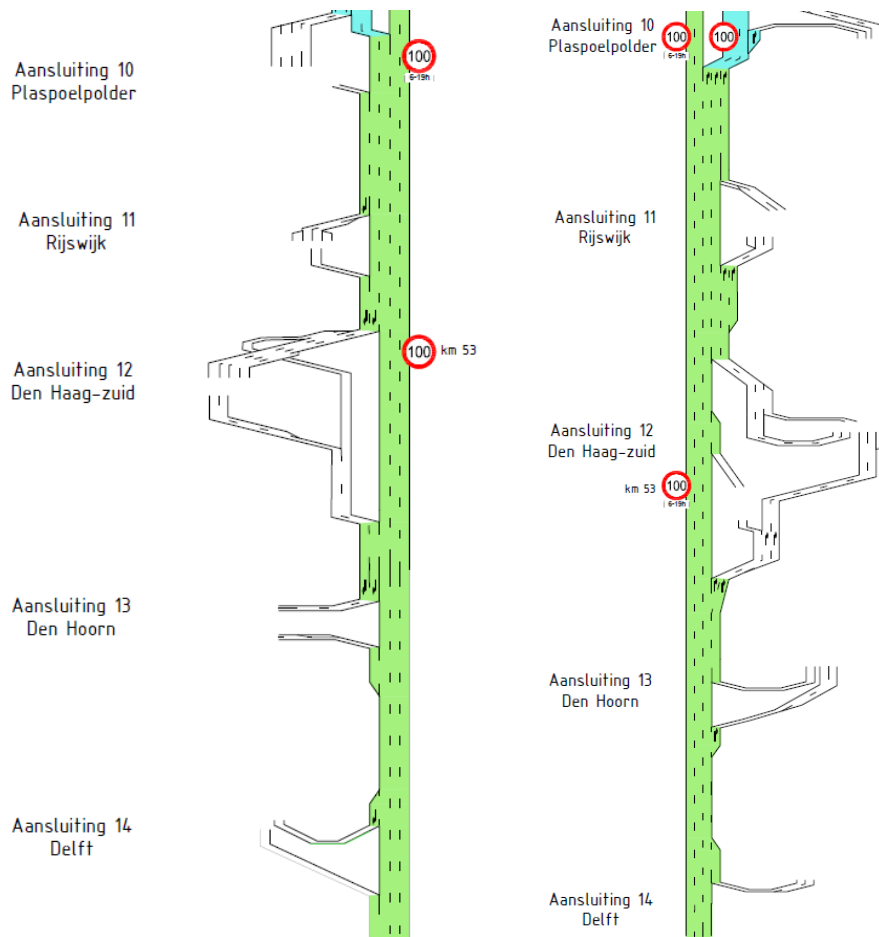 100
6-19h
Aansluiting 10
Plaspoelpolder
Aansluiting 11
Rijswijk
100
km 53
Aansluiting 12
Den Haag-zuid
Aansluiting 13
Den Hoorn
Aansluiting 14
Delft
Aansluiting 10
Plaspoelpolder
100
6-19h
100
Aansluiting 11
Rijswijk
Aansluiting 12
Den Haag-zuid
km 53
100
6-19h
Aansluiting 13
Den Hoorn
Aansluiting 14
Delft